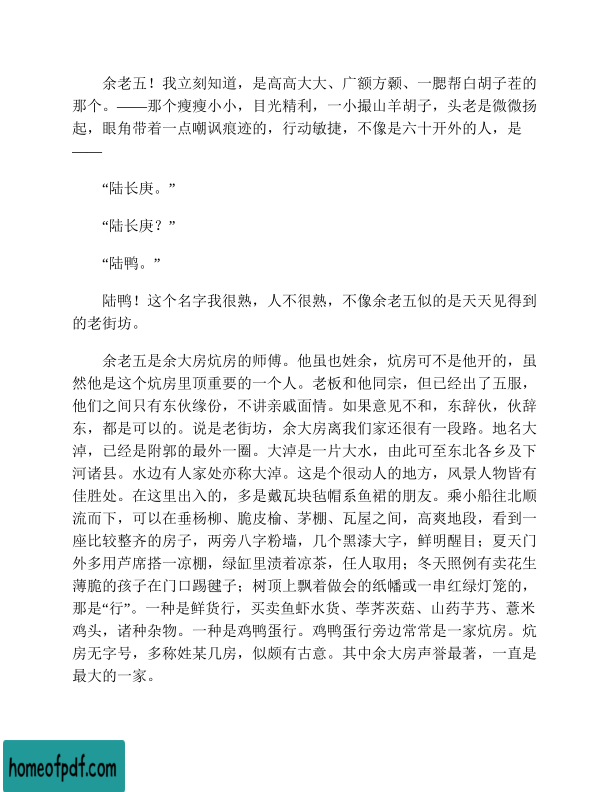 余老五！我立刻知道，是高高大大、广额方颡、一腮帮白胡子茬的
那个。——那个瘦瘦小小，目光精利，一小撮山羊胡子，头老是微微扬
起，眼角带着一点嘲讽痕迹的，行动敏捷，不像是六十开外的人，是
——
“陆长庚。”
“陆长庚？”
“陆鸭。”
陆鸭！这个名字我很熟，人不很熟，不像余老五似的是天天见得到
的老街坊。
余老五是余大房炕房的师傅。他虽也姓余，炕房可不是他开的，虽
然他是这个炕房里顶重要的一个人。老板和他同宗，但已经出了五服，
他们之间只有东伙缘份，不讲亲戚面情。如果意见不和，东辞伙，伙辞
东，都是可以的。说是老街坊，余大房离我们家还很有一段路。地名大
淖，已经是附郭的最外一圈。大淖是一片大水，由此可至东北各乡及下
河诸县。水边有人家处亦称大淖。这是个很动人的地方，风景人物皆有
佳胜处。在这里出入的，多是戴瓦块毡帽系鱼裙的朋友。乘小船往北顺
流而下，可以在垂杨柳、脆皮榆、茅棚、瓦屋之间，高爽地段，看到一
座比较整齐的房子，两旁八字粉墙，几个黑漆大字，鲜明醒目；夏天门
外多用芦席搭一凉棚，绿缸里渍着凉茶，任人取用；冬天照例有卖花生
薄脆的孩子在门口踢毽子；树顶上飘着做会的纸幡或一串红绿灯笼的，
那是“行”。一种是鲜货行，买卖鱼虾水货、荸荠茨菇、山药芋艿、薏米
鸡头，诸种杂物。一种是鸡鸭蛋行。鸡鸭蛋行旁边常常是一家炕房。炕
房无字号，多称姓某几房，似颇有古意。其中余大房声誉最著，一直是
最大的一家。
homeofpdf.com